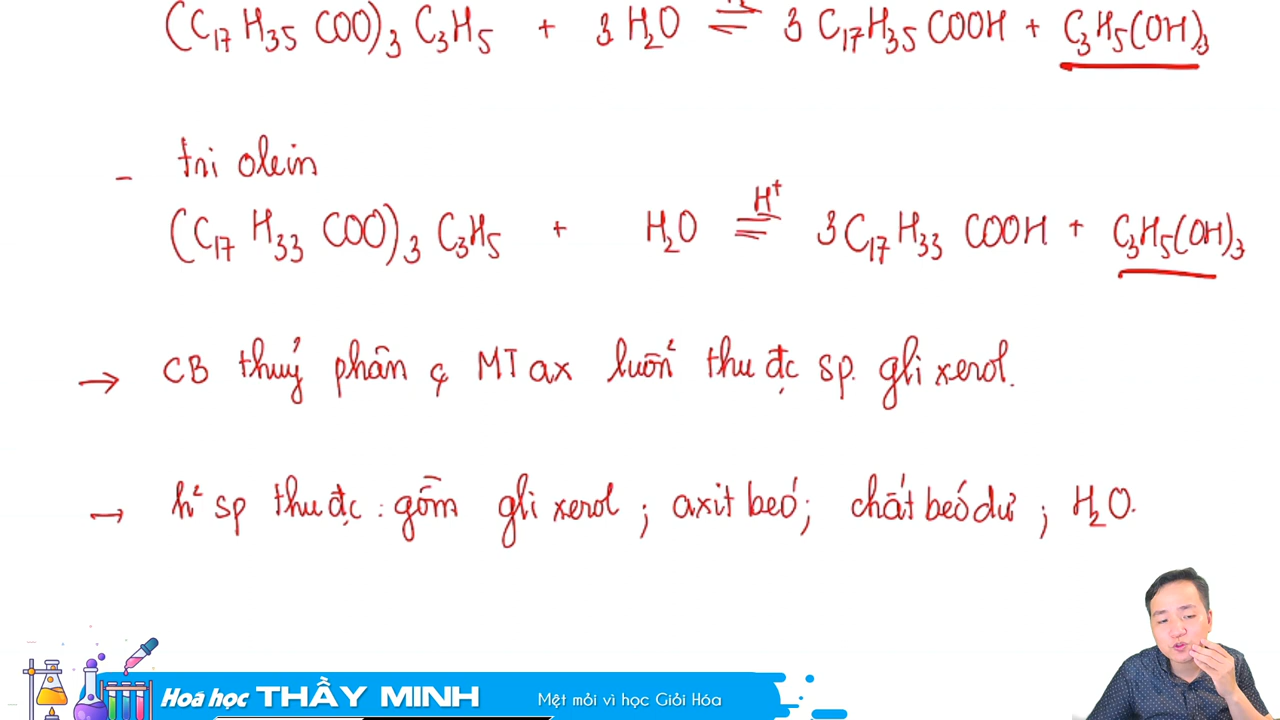 (C17H35COO)3C3H5 + 3H2O ⇌ 3C17H35COOH + C3H5(OH)3
- tri olein
(C17H33COO)3C3H5 + H2O ⇌ 3C17H33COOH + C3H5(OH)3
H+
→ CB thuỷ phân MT ax luôn thu đc sp. glixerol.
→ h² sp thu đc: gồm glixerol; axit béo; chất béo dư; H2O.
Hoá học THẦY MINH Mệt mỏi vì học Giỏi Hóa